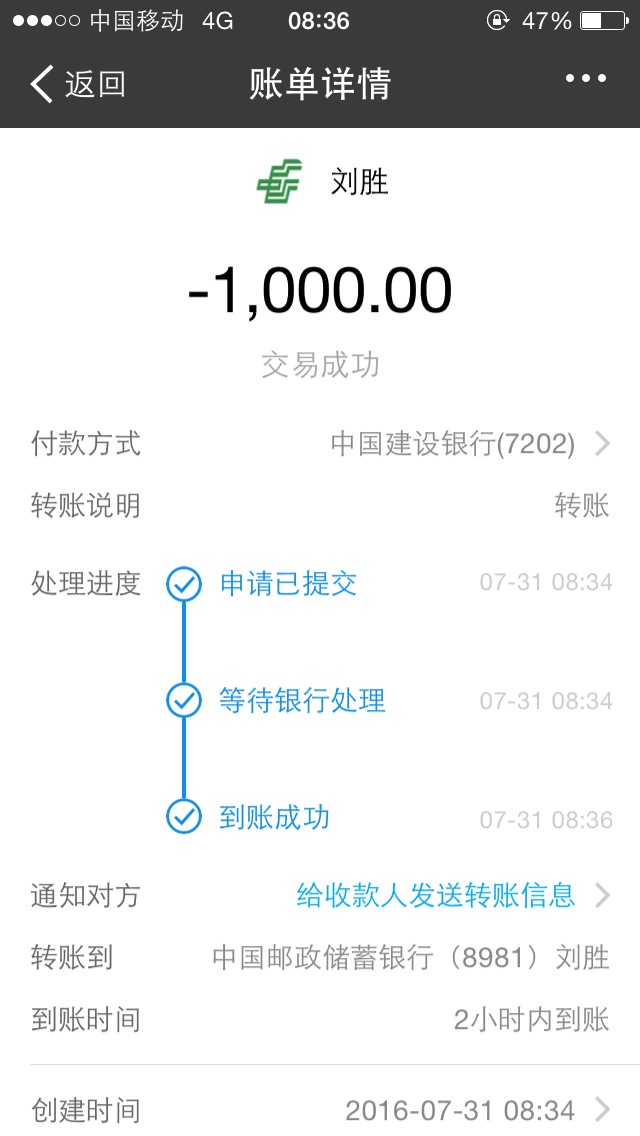 中国移动 4G 08:36 47%
返回 账单详情
刘胜
-1,000.00
交易成功
付款方式 中国建设银行(7202)
转账说明 转账
处理进度 申请已提交 07-31 08:34
等待银行处理 07-31 08:34
到账成功 07-31 08:36
通知对方 给收款人发送转账信息
转账到 中国邮政储蓄银行（8981）刘胜
到账时间 2小时内到账
创建时间 2016-07-31 08:34